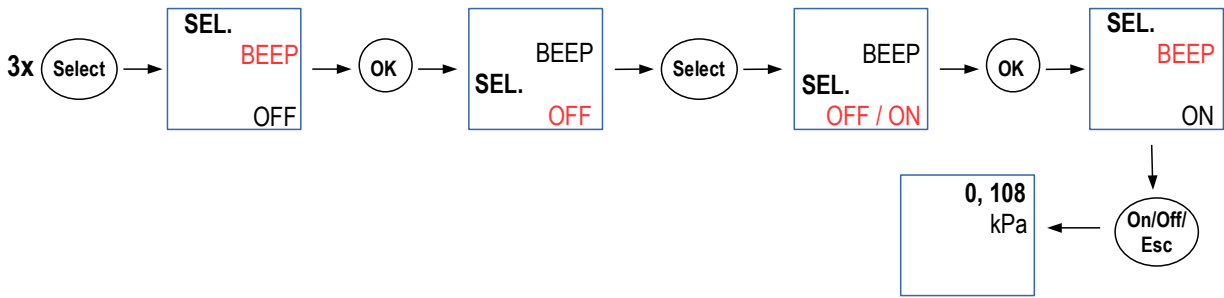 3x
Select
SEL.
BEEP
OFF
OK
BEEP
SEL.
OFF
Select
BEEP
SEL.
OFF / ON
OK
SEL.
BEEP
ON
On/Off/
Esc
0, 108
kPa